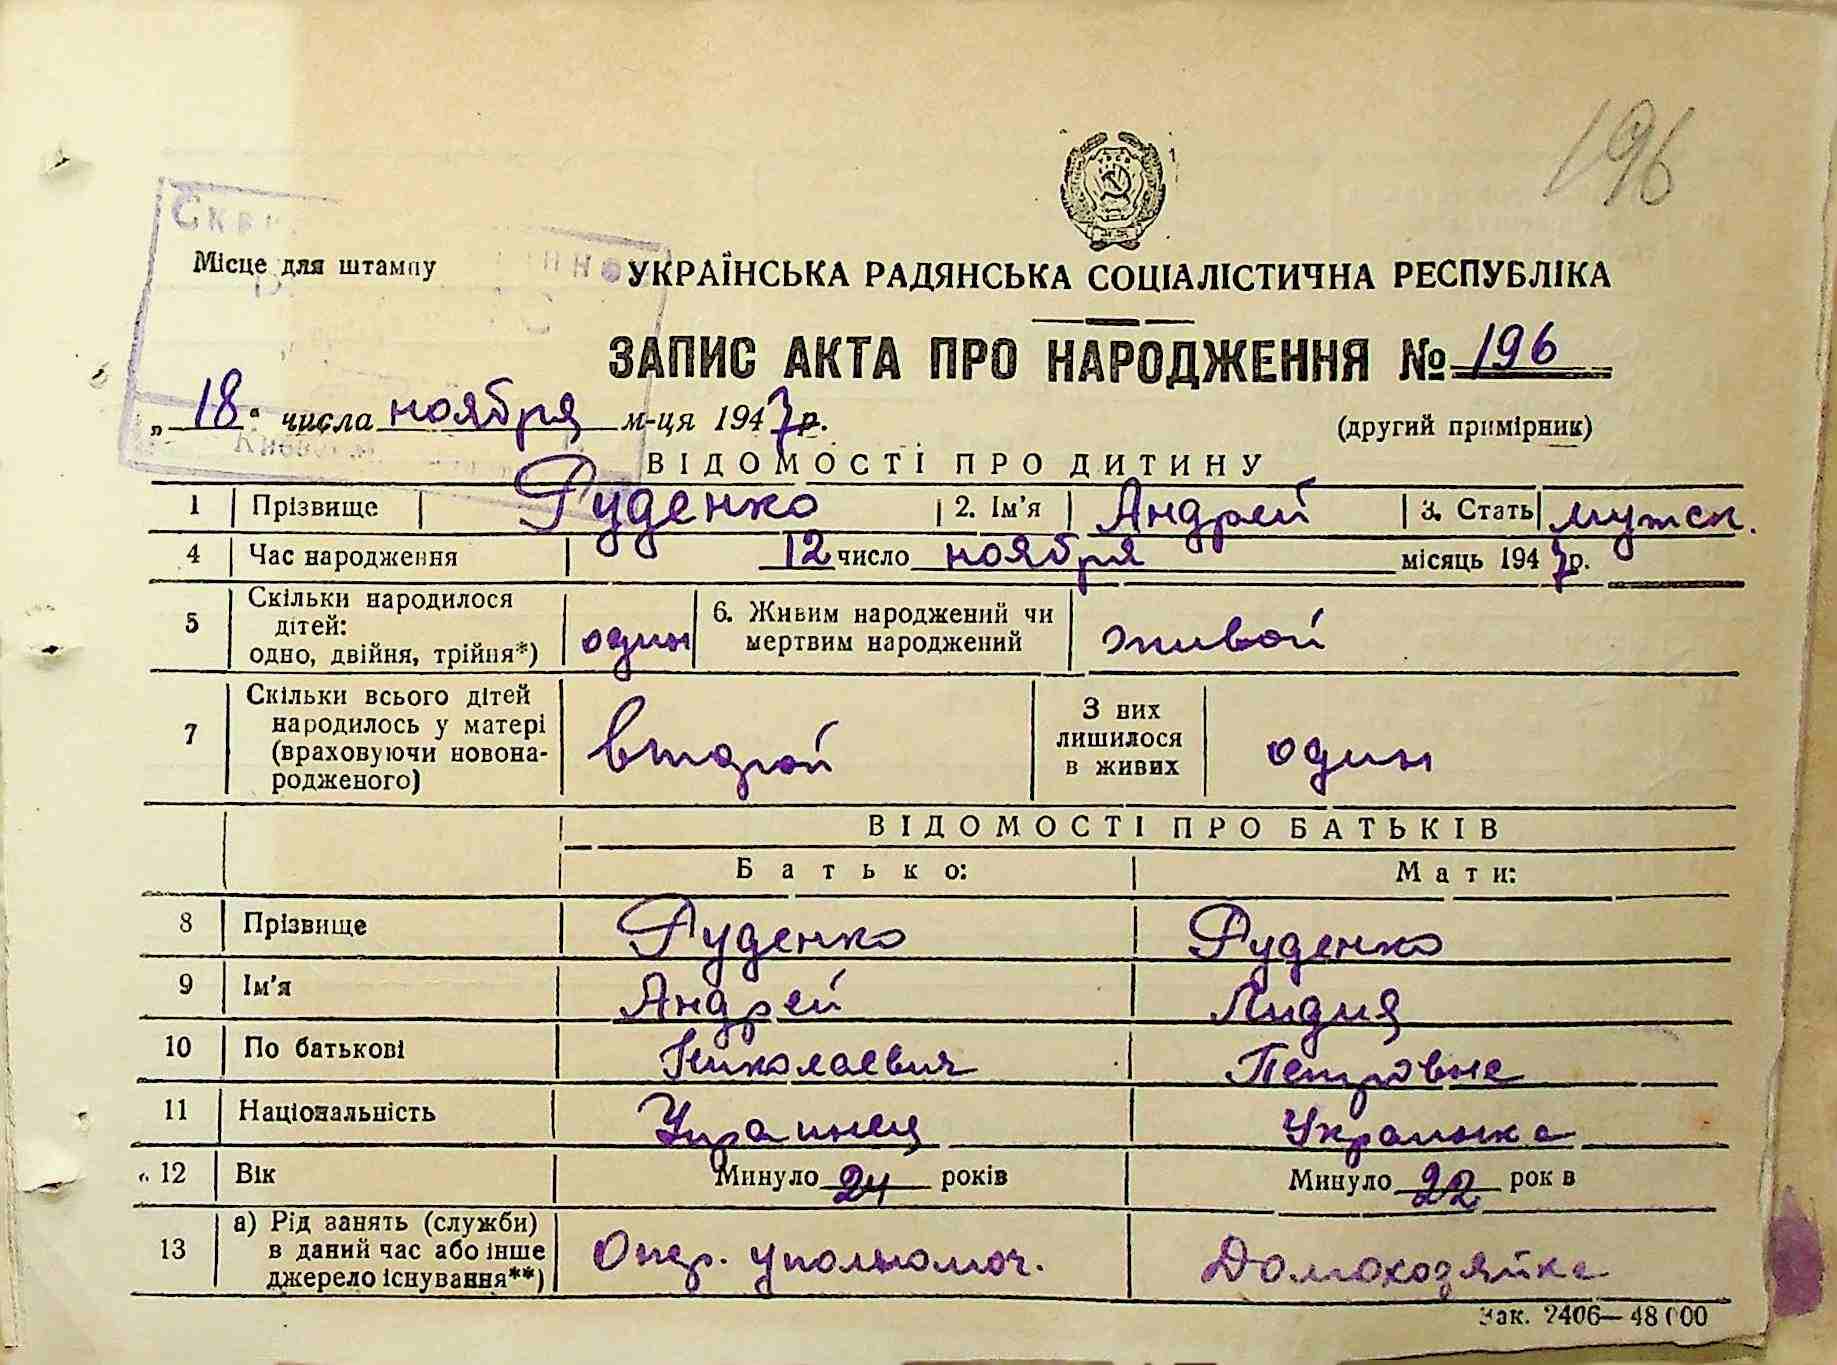 196
Місце для штампу
УКРАЇНСЬКА РАДЯНСЬКА СОЦІАЛІСТИЧНА РЕСПУБЛІКА
ЗАПИС АКТА ПРО НАРОДЖЕННЯ № 196
„ 18 “ числа ноября м-ця 1947 р.
(другий примірник)
ВІДОМОСТІ ПРО ДИТИНУ
1 Прізвище Руденко 2. Ім'я Андрей 3. Стать мужск.
4 Час народження 12 число ноября місяць 1947 р.
5 Скільки народилося дітей: одно, двійня, трійня*) один 6. Живим народжений чи мертвим народжений живой
7 Скільки всього дітей народилось у матері (враховуючи новонародженого) второй З них лишилося в живих один
ВІДОМОСТІ ПРО БАТЬКІВ
Батько: Мати:
8 Прізвище Руденко Руденко
9 Ім'я Андрей Лидия
10 По батькові Николаевич Петровне
11 Національність Украинец Украинка
12 Вік Минуло 24 років Минуло 22 рок в
13 а) Рід занять (служби) в даний час або інше джерело існування**) Опер. уполномоч. Домохозяйка
Зак. 2406—48000